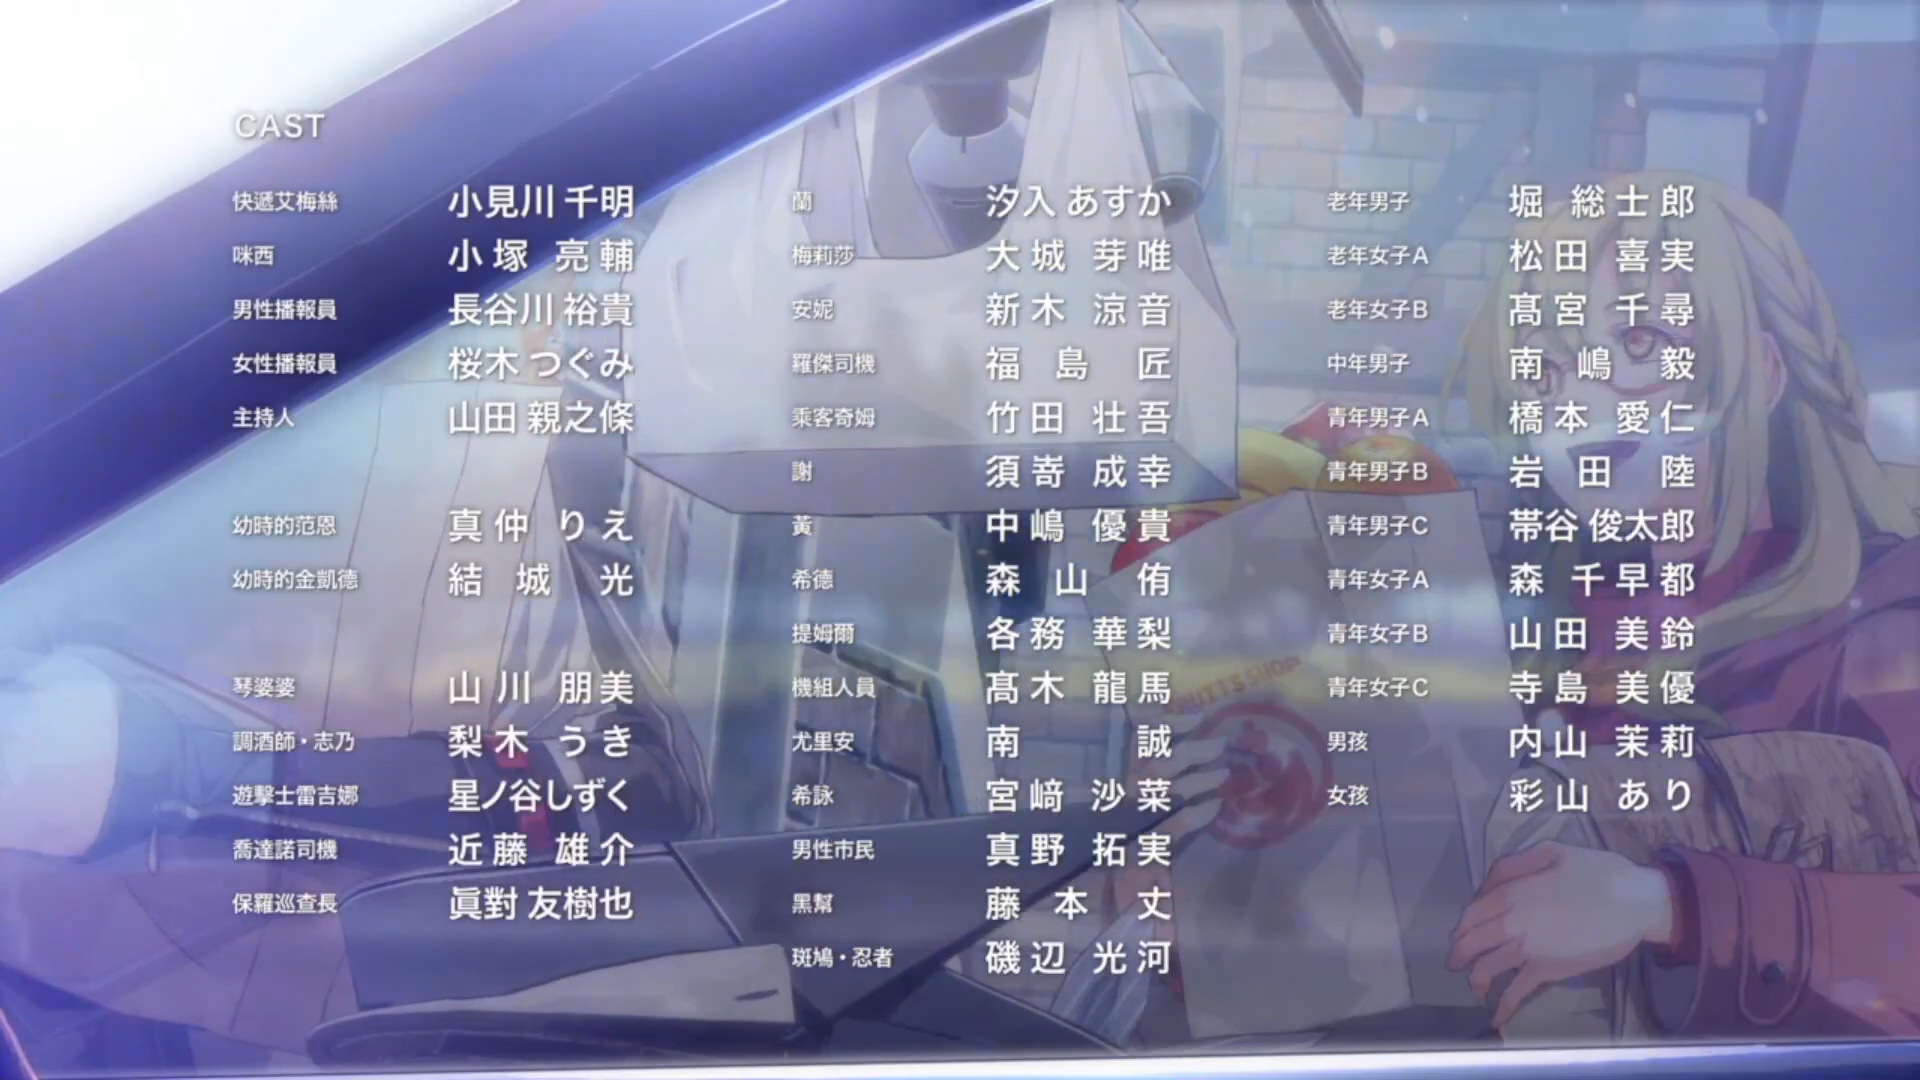 CAST
快遞艾梅絲 小見川 千明
咪西 小塚 亮輔
男性播報員 長谷川 裕貴
女性播報員 桜木 つぐみ
主持人 山田 親之條
幼時的范恩 真仲 りえ
幼時的金凱德 結城 光
琴婆婆 山川 朋美
調酒師・志乃 梨木 うき
遊擊士雷吉娜 星ノ谷しずく
喬達諾司機 近藤 雄介
保羅巡查長 眞對 友樹也
蘭 汐入 あすか
梅莉莎 大城 芽唯
安妮 新木 涼音
羅傑司機 福島 匠
乘客奇姆 竹田 壮吾
謝 須嵜 成幸
黃 中嶋 優貴
希德 森山 侑
提姆爾 各務 華梨
機組人員 髙木 龍馬
尤里安 南 誠
希詠 宮﨑 沙菜
男性市民 真野 拓実
黑幫 藤本 丈
斑鳩・忍者 磯辺 光河
老年男子 堀 総士郎
老年女子A 松田 喜実
老年女子B 髙宮 千尋
中年男子 南嶋 毅
青年男子A 橋本 愛仁
青年男子B 岩田 陸
青年男子C 帯谷 俊太郎
青年女子A 森 千早都
青年女子B 山田 美鈴
青年女子C 寺島 美優
男孩 内山 茉莉
女孩 彩山 あり